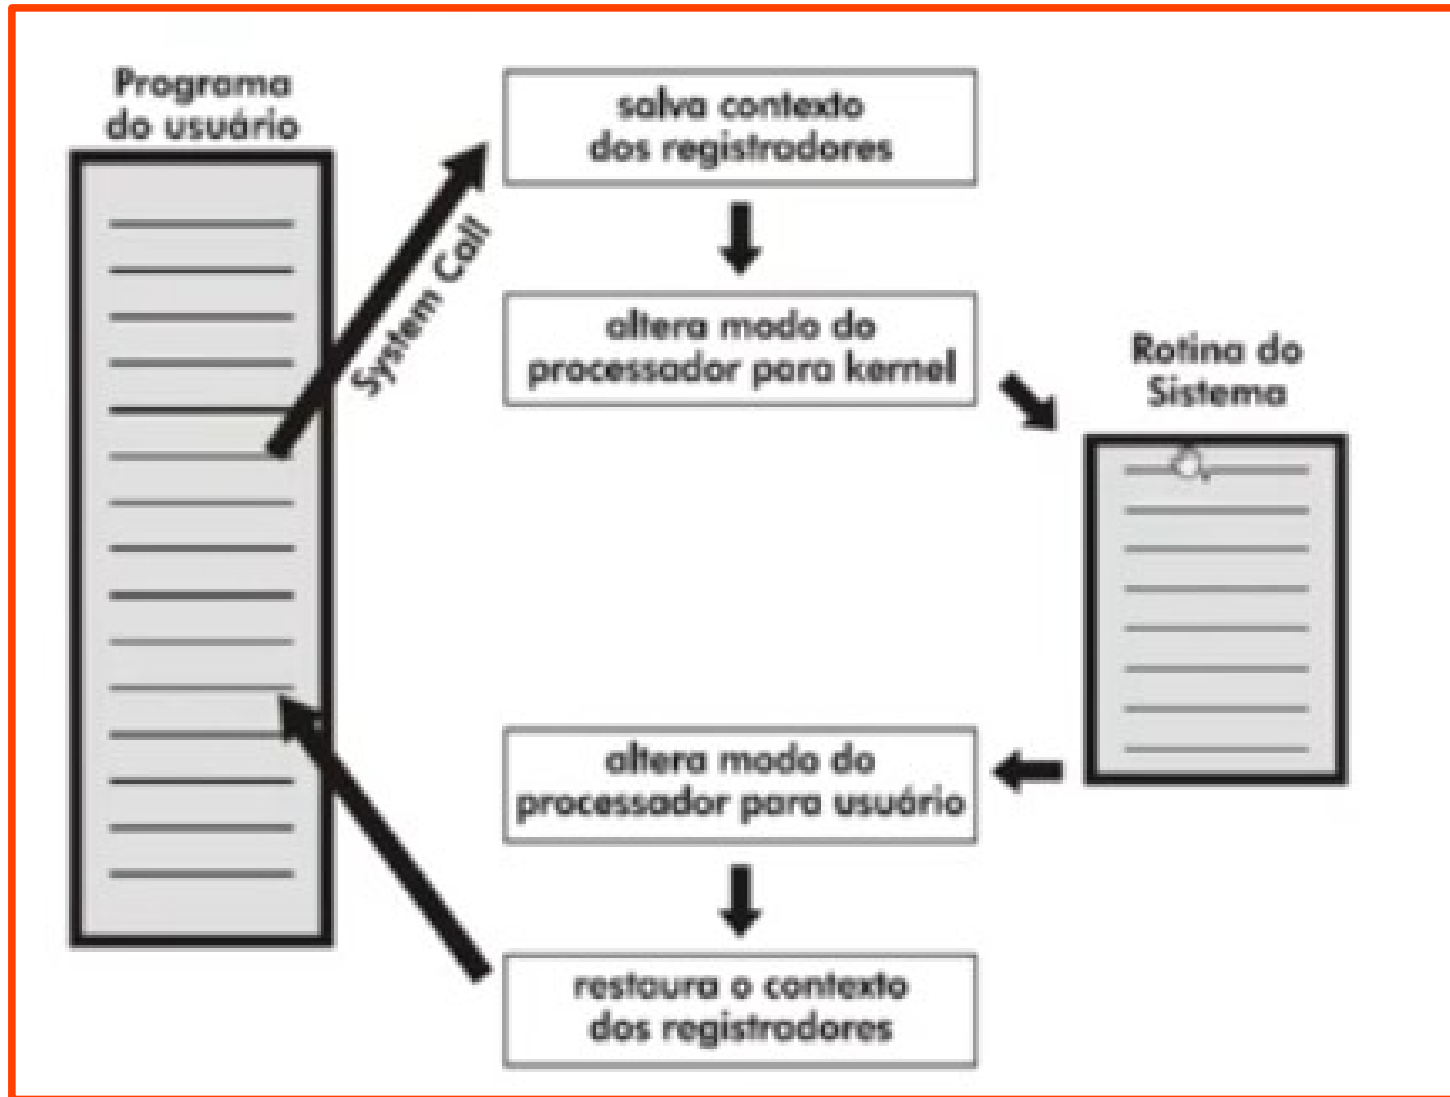 Programa
do usuário
System Call
salva contexto
dos registradores
altera modo do
processador para kernel
Rotina do
Sistema
altera modo do
processador para usuário
restaura o contexto
dos registradores